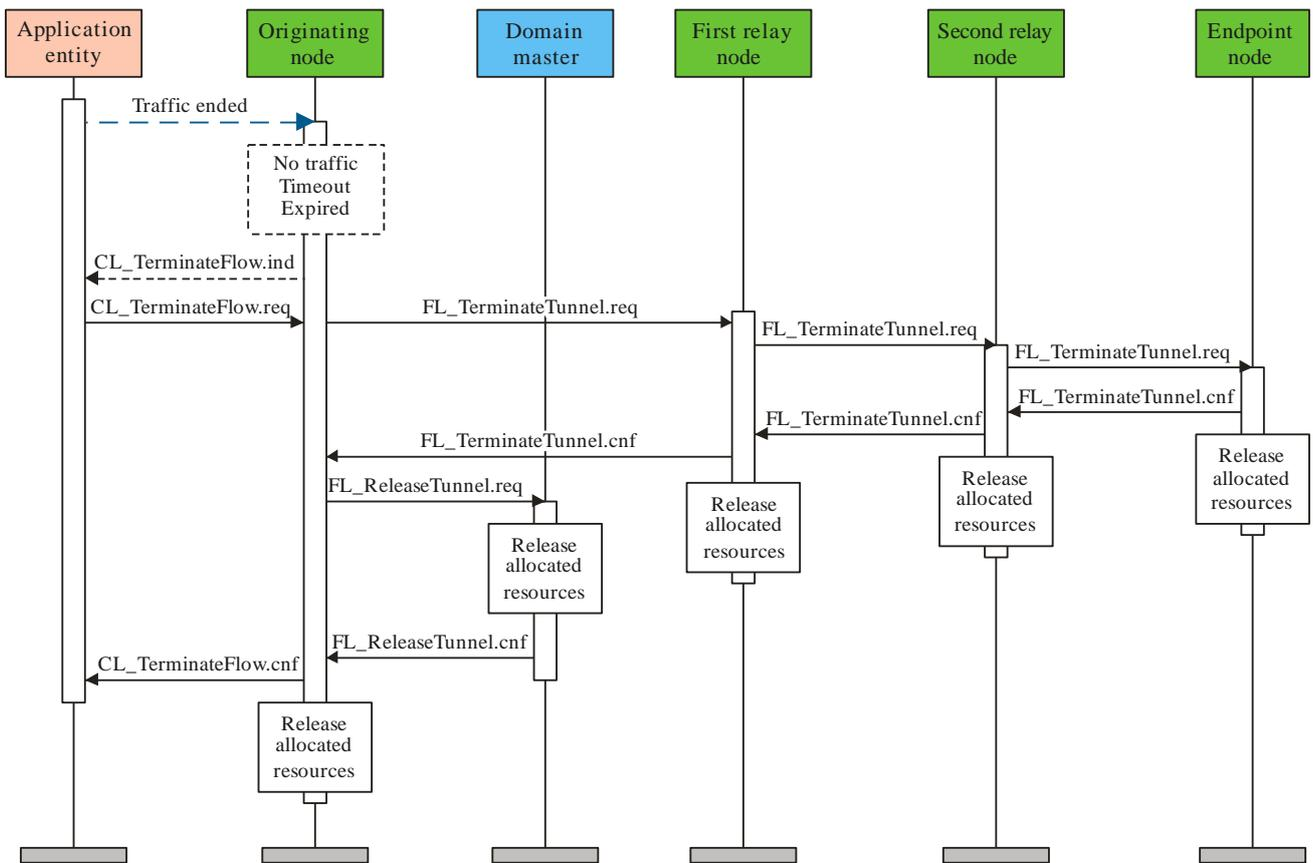 Application
entity
Originating
node
Domain
master
First relay
node
Second relay
node
Endpoint
node
Traffic ended
No traffic
Timeout
Expired
CL_TerminateFlow.ind
CL_TerminateFlow.req
FL_TerminateTunnel.req
FL_TerminateTunnel.req
FL_TerminateTunnel.req
FL_TerminateTunnel.cnf
FL_TerminateTunnel.cnf
FL_TerminateTunnel.cnf
Release
allocated
resources
Release
allocated
resources
Release
allocated
resources
FL_ReleaseTunnel.req
Release
allocated
resources
FL_ReleaseTunnel.cnf
CL_TerminateFlow.cnf
Release
allocated
resources